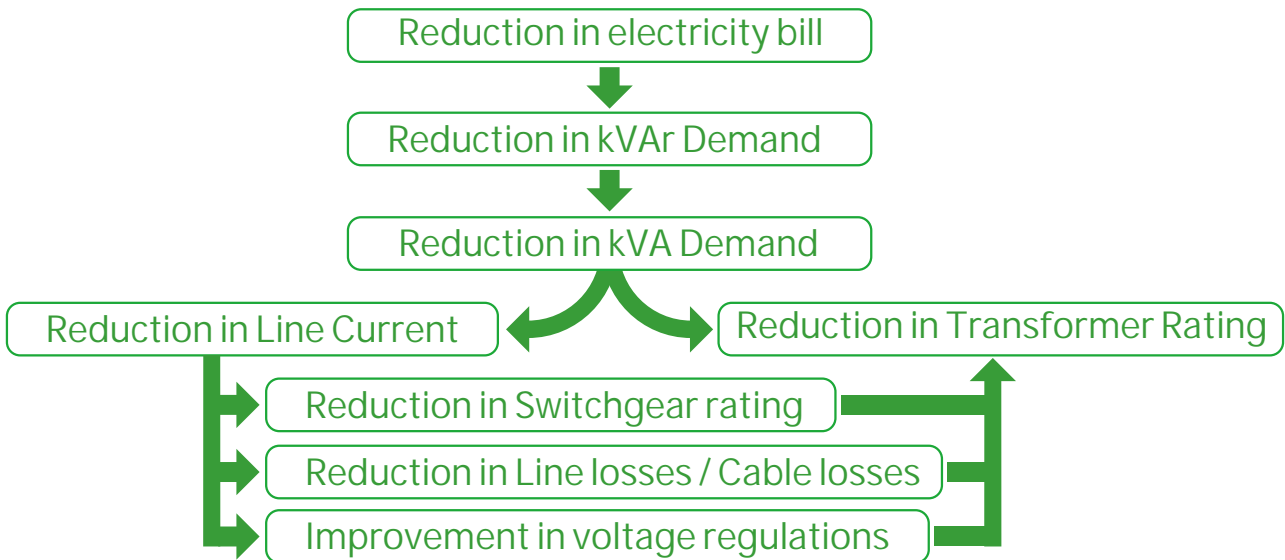 Reduction in electricity bill
Reduction in kVAr Demand
Reduction in kVA Demand
Reduction in Line Current
Reduction in Transformer Rating
Reduction in Switchgear rating
Reduction in Line losses / Cable losses
Improvement in voltage regulations